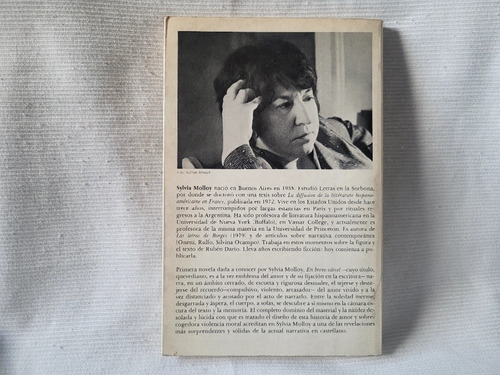 Sylvia Molloy nació en Buenos Aires en 1938. Estudió Letras en la Sorbona,
por donde se doctoró con una tesis sobre La diffusion de la littérature hispano-
américaine en France, publicada en 1972. Vive en los Estados Unidos desde hace
trece años, interrumpidos por largas estancias en París y por rituales regre-
sos a la Argentina. Ha sido profesora de literatura hispanoamericana en la
Universidad de Nueva York (Buffalo), en Vassar College, y actualmente es
profesora de la misma materia en la Universidad de Princeton. Es autora de
Las letras de Borges (1979) y de artículos sobre narrativa contemporánea
(Onetti, Rulfo, Silvina Ocampo). Trabaja en estos momentos sobre la figura y
el texto de Rubén Darío. Lleva años escribiendo ficción: hoy comienza a pu-
blicarla.
Primera novela dada a conocer por Sylvia Molloy, En breve cárcel —cuyo título,
quevediano, es a la vez emblema del amor y de su fijación en la escritura— na-
rra, en un ámbito cerrado, de escueta y rigurosa desnudez, el tejerse y deste-
jerse del recuerdo —compulsivo, violento, arrasador— del amor vivido y a la
vez distanciado y acosado por el acto de narrarlo. Entre la soledad inerme,
desgarrada y áspera, el cuerpo, a solas, se descubre a sí mismo en la cámara os-
cura del texto y la memoria. El completo dominio del material y la nitidez de-
solada y lúcida con que es tratado el diseño de esta historia de amor y sobre-
cogedora violencia moral acreditan en Sylvia Molloy a una de las revelaciones
más sorprendentes y sólidas de la actual narrativa en castellano.